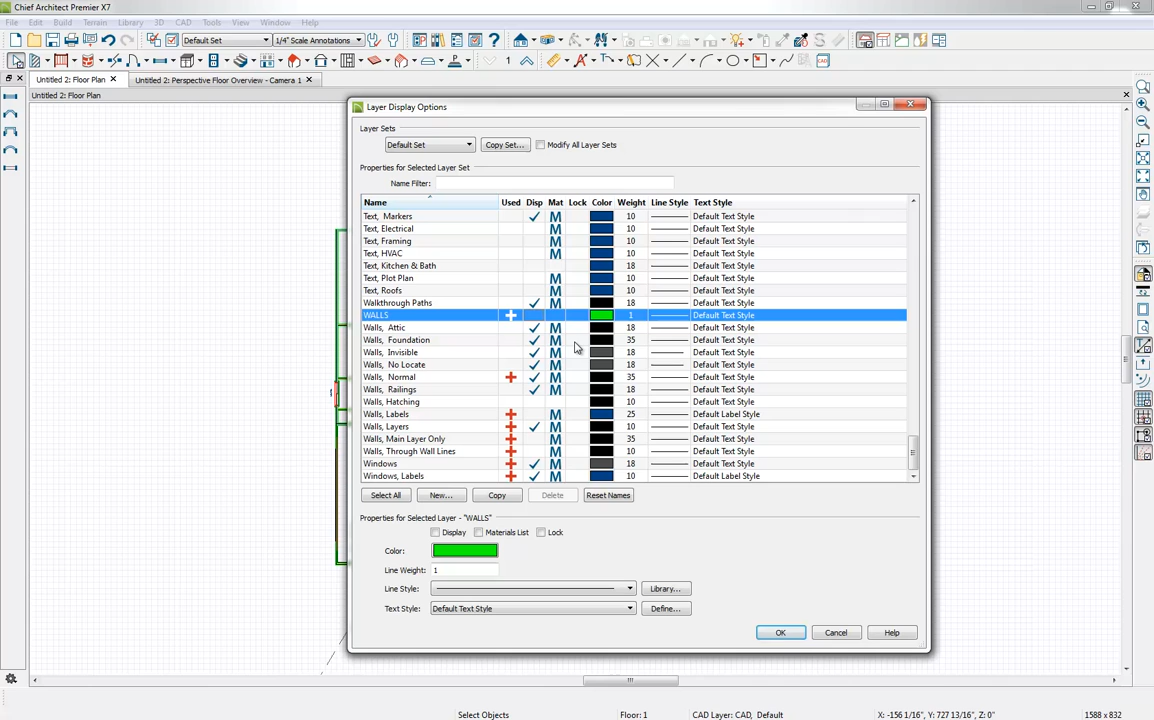 Chief Architect Premier X7
File Edit Build Terrain Library 3D CAD Tools View Window Help
Default Set 1/4" Scale Annotations
Untitled 2: Floor Plan Untitled 2: Perspective Floor Overview - Camera 1
Untitled 2: Floor Plan
Layer Display Options
Layer Sets
Default Set Copy Set... Modify All Layer Sets
Properties for Selected Layer Set
Name Filter:
Name Used Disp Mat Lock Color Weight Line Style Text Style
Text, Markers M 10 Default Text Style
Text, Electrical M 10 Default Text Style
Text, Framing M 10 Default Text Style
Text, HVAC M 10 Default Text Style
Text, Kitchen & Bath 18 Default Text Style
Text, Plot Plan M 10 Default Text Style
Text, Roofs M 10 Default Text Style
Walkthrough Paths M 18 Default Text Style
WALLS 1 Default Text Style
Walls, Attic M 18 Default Text Style
Walls, Foundation M 35 Default Text Style
Walls, Invisible M 18 Default Text Style
Walls, No Locate M 18 Default Text Style
Walls, Normal M 35 Default Text Style
Walls, Railings M 18 Default Text Style
Walls, Hatching 10 Default Text Style
Walls, Labels M 25 Default Label Style
Walls, Layers M 10 Default Text Style
Walls, Main Layer Only M 35 Default Text Style
Walls, Through Wall Lines M 10 Default Text Style
Windows M 18 Default Text Style
Windows, Labels M 10 Default Label Style
Select All New... Copy Delete Reset Names
Properties for Selected Layer - "WALLS"
Display Materials List Lock
Color:
Line Weight: 1
Line Style: Library...
Text Style: Default Text Style Define...
OK Cancel Help
Select Objects Floor: 1 CAD Layer: CAD, Default X: -156 1/16", Y: 727 13/16", Z: 0" 1588 x 832